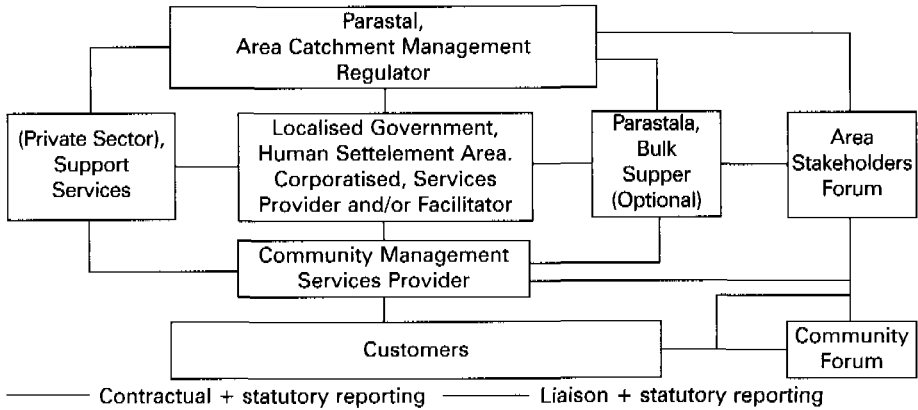 Parastal,
Area Catchment Management
Regulator
(Private Sector),
Support
Services
Localised Government,
Human Settelement Area.
Corporatised, Services
Provider and/or Facilitator
Parastala,
Bulk
Supper
(Optional)
Area
Stakeholders
Forum
Community Management
Services Provider
Customers
Community
Forum
Contractual + statutory reporting
Liaison + statutory reporting